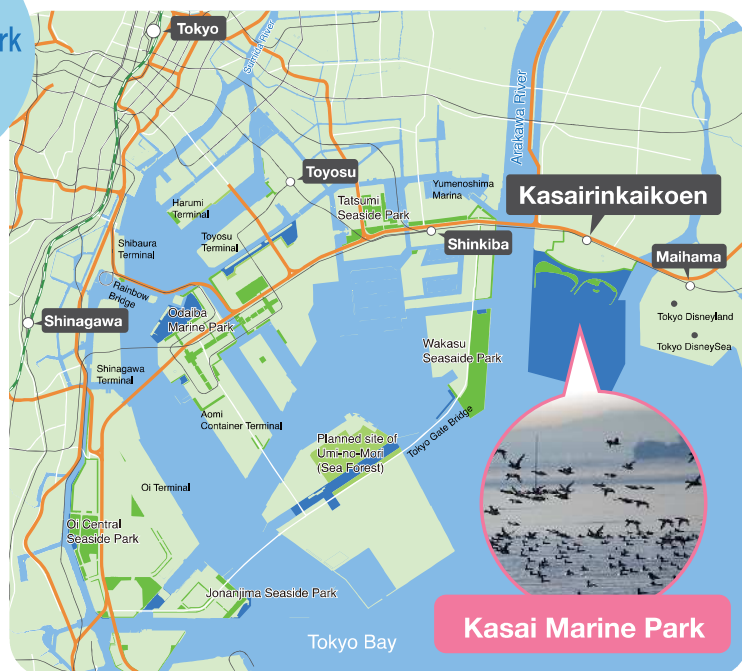 rk
Tokyo
Sumida River
Arakawa River
Toyosu
Harumi
Terminal
Tatsumi
Seaside Park
Yumenoshima
Marina
Kasairinkaikoen
Toyosu
Terminal
Shibaura
Terminal
Shinkiba
Maihama
Rainbow
Bridge
Odaiba
Marine Park
Tokyo Disneyland
Shinagawa
Wakasu
Seasaide Park
Tokyo DisneySea
Shinagawa
Terminal
Aomi
Container Terminal
Tokyo Gate Bridge
Planned site of
Umi-no-Mori
(Sea Forest)
Oi Terminal
Oi Central
Seaside Park
Jonanjima Seaside Park
Tokyo Bay
Kasai Marine Park